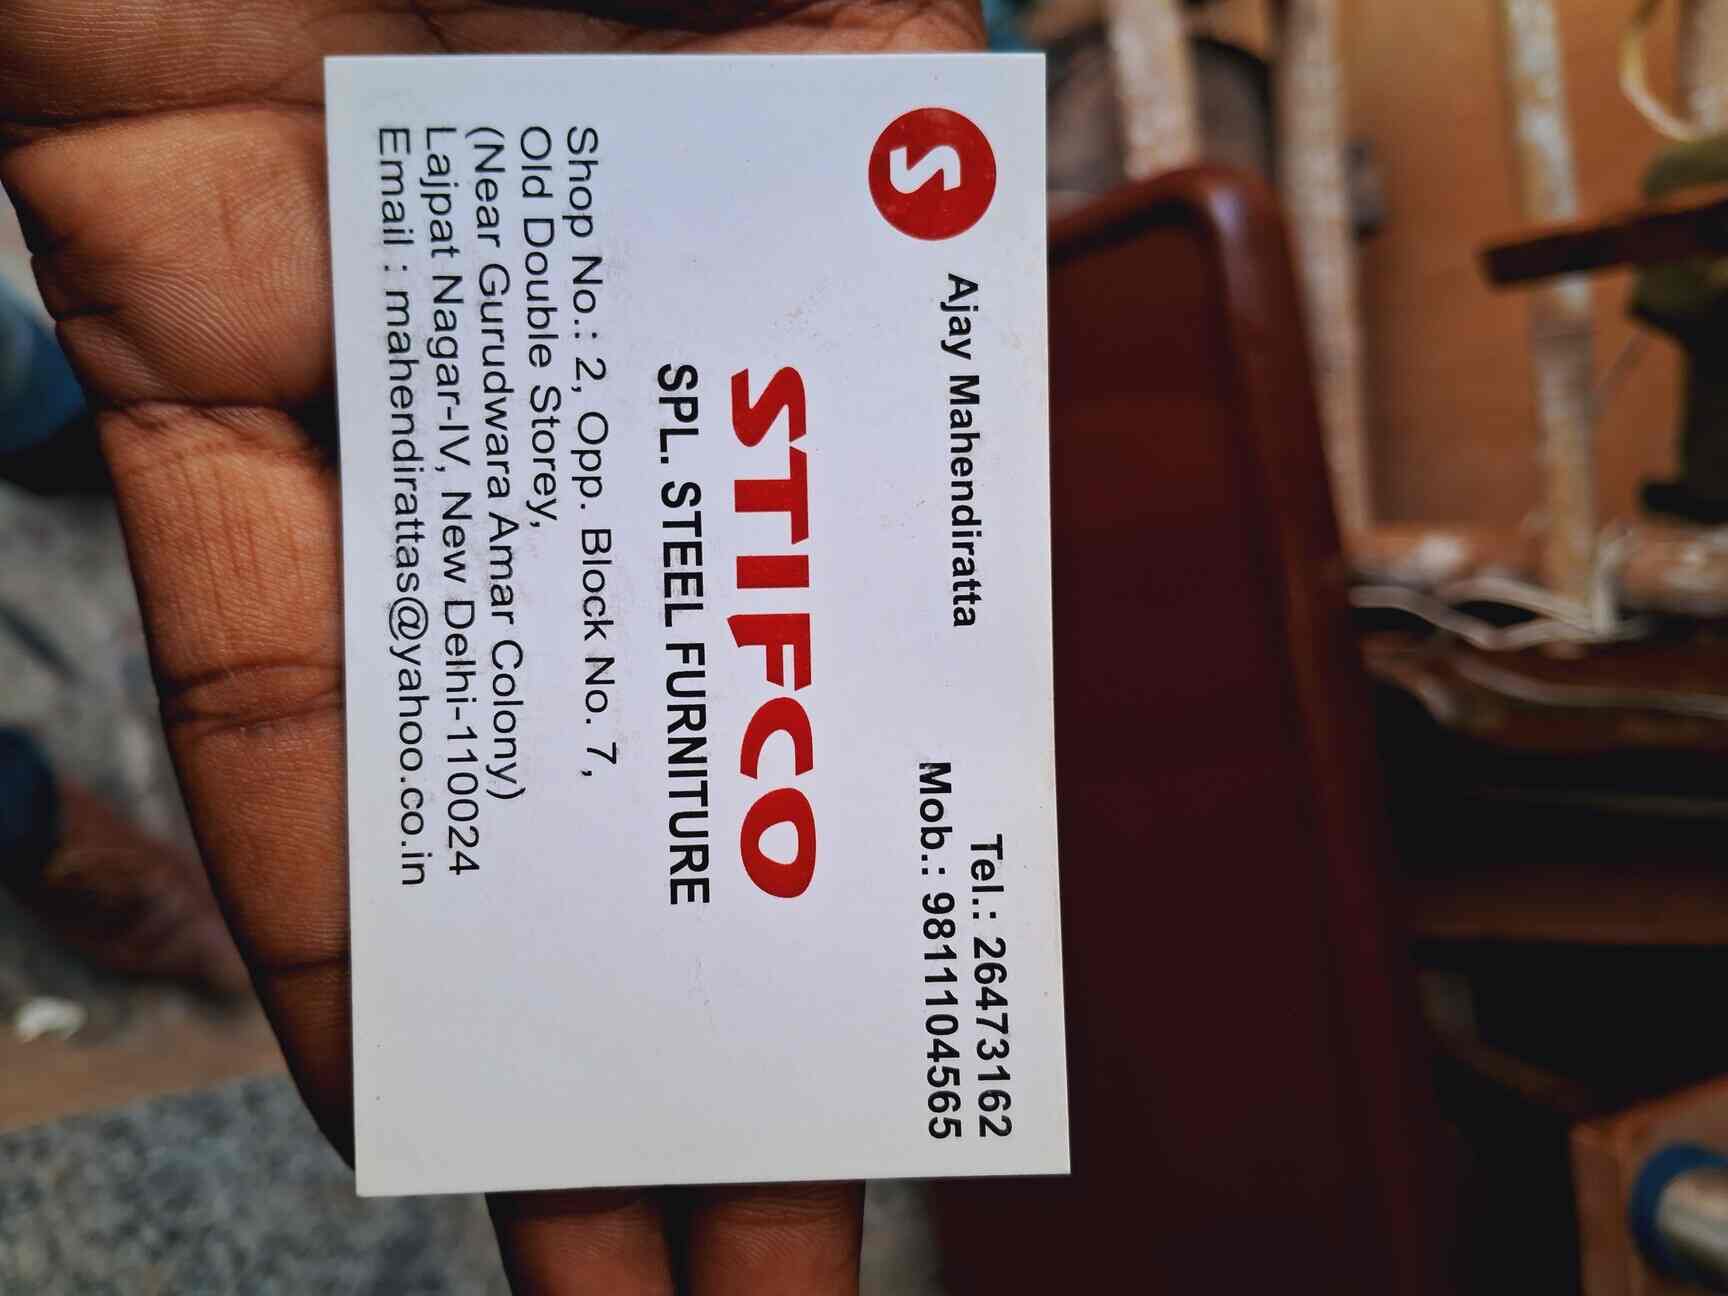 S
Tel.: 26473162
Ajay Mahendiratta
Mob.: 9811104565
STIFCO
SPL. STEEL FURNITURE
Shop No.: 2, Opp. Block No. 7,
Old Double Storey,
(Near Gurudwara Amar Colony)
Lajpat Nagar-IV, New Delhi-110024
Email : mahendirattas@yahoo.co.in